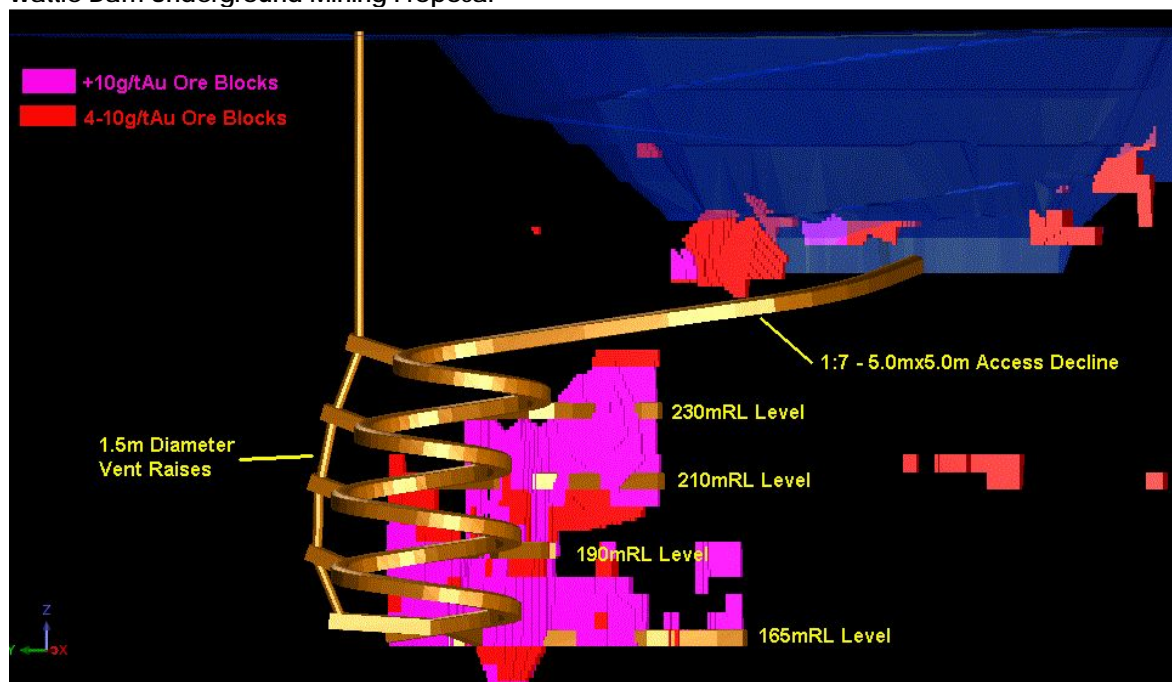 Wattle Dam Underground Mining Proposal
+10g/tAu Ore Blocks
4-10g/tAu Ore Blocks
1:7 - 5.0mx5.0m Access Decline
230mRL Level
1.5m Diameter
Vent Raises
210mRL Level
190mRL Level
165mRL Level
Z
Y
X